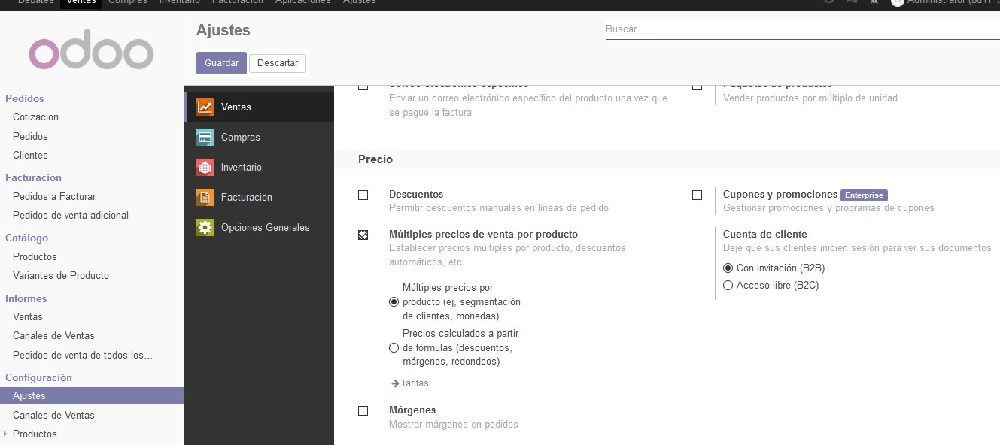 Debates Ventas Compras Inventario Facturacion Aplicaciones Ajustes
odoo
Pedidos
Cotizacion
Pedidos
Clientes
Facturacion
Pedidos a Facturar
Pedidos de venta adicional
Catálogo
Productos
Variantes de Producto
Informes
Ventas
Canales de Ventas
Pedidos de venta de todos los...
Configuración
Ajustes
Canales de Ventas
Productos
Ajustes
Buscar...
Guardar Descartar
Ventas
Compras
Inventario
Facturacion
Opciones Generales
Correo electrónico específico
Enviar un correo electrónico específico del producto una vez que
se pague la factura
Paquetes de productos
Vender productos por múltiplo de unidad
Precio
Descuentos
Permitir descuentos manuales en líneas de pedido
Cupones y promociones Enterprise
Gestionar promociones y programas de cupones
Múltiples precios de venta por producto
Establecer precios múltiples por producto, descuentos
automáticos, etc.
Múltiples precios por
producto (ej, segmentación
de clientes, monedas)
Precios calculados a partir
de fórmulas (descuentos,
márgenes, redondeos)
Tarifas
Cuenta de cliente
Deje que sus clientes inicien sesión para ver sus documentos
Con invitación (B2B)
Acceso libre (B2C)
Márgenes
Mostrar márgenes en pedidos